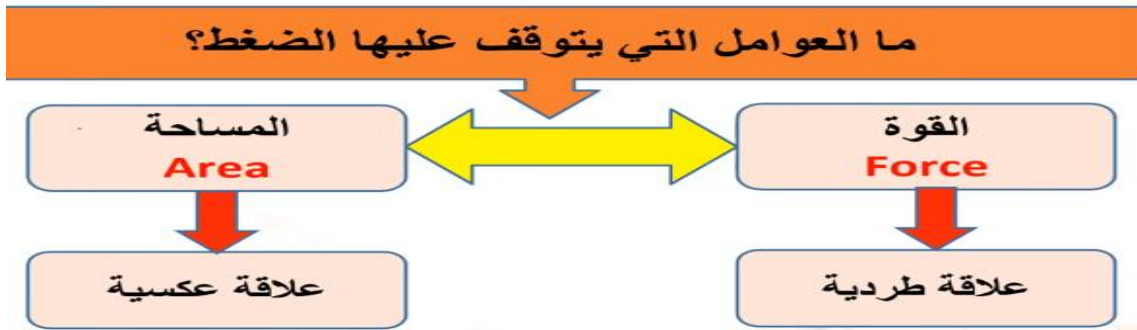 ما العوامل التي يتوقف عليها الضغط؟
القوة
Force
المساحة
Area
علاقة طردية
علاقة عكسية